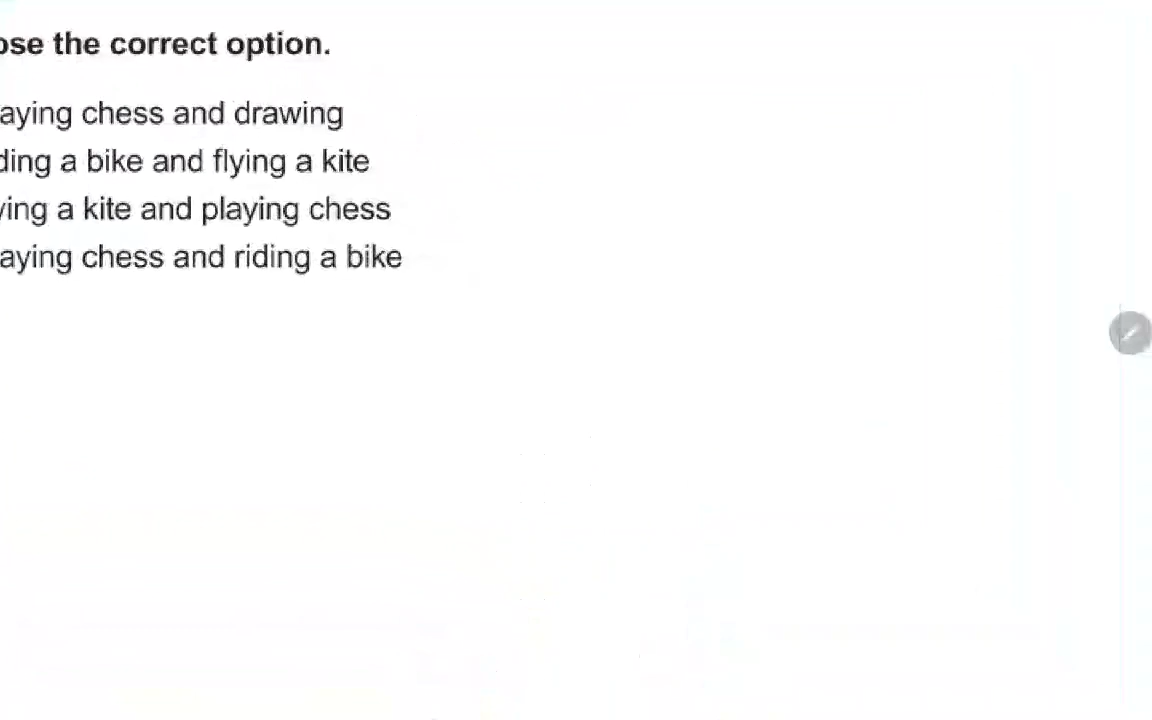 ose the correct option.
aying chess and drawing
ding a bike and flying a kite
ying a kite and playing chess
aying chess and riding a bike